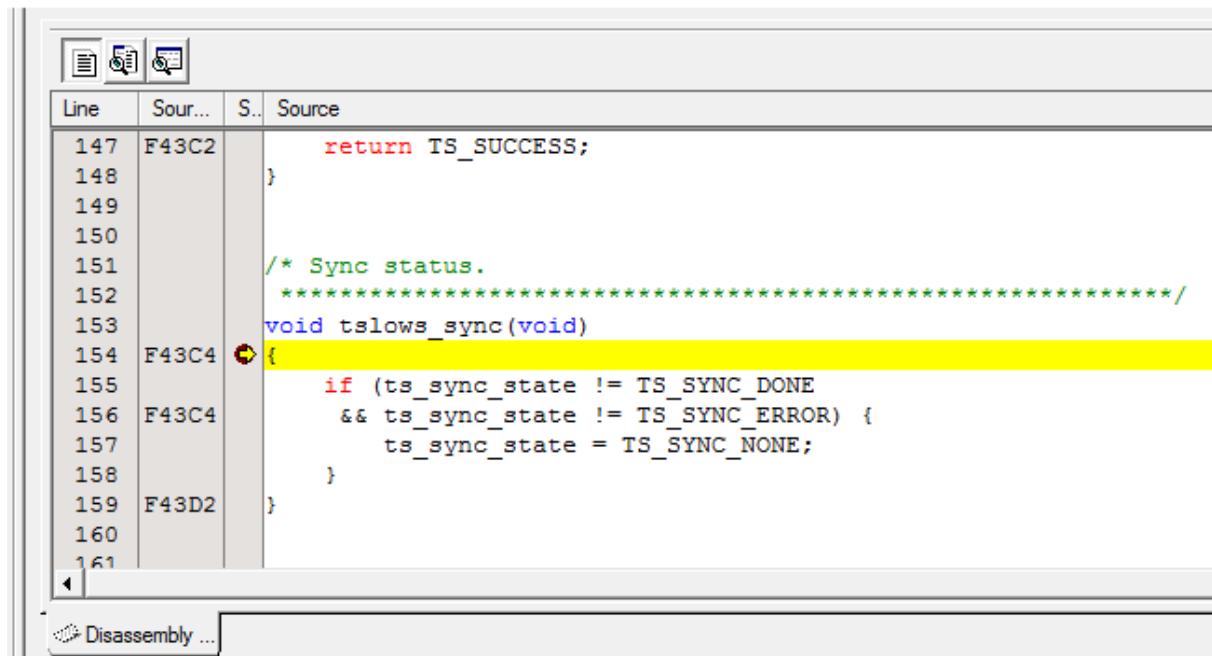 Line Sour... S.. Source
147 F43C2 return TS_SUCCESS;
148 }
149
150
151 /* Sync status.
152 *************************************************************/
153 void tslows_sync(void)
154 F43C4 {
155 if (ts_sync_state != TS_SYNC_DONE
156 F43C4 && ts_sync_state != TS_SYNC_ERROR) {
157 ts_sync_state = TS_SYNC_NONE;
158 }
159 F43D2 }
160
161
Disassembly ...